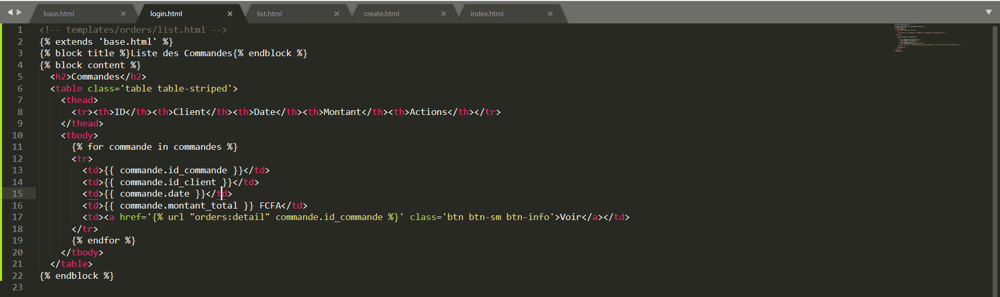 base.html × login.html × list.html × create.html × index.html ×
1 <!-- templates/orders/list.html -->
2 {% extends 'base.html' %}
3 {% block title %}Liste des Commandes{% endblock %}
4 {% block content %}
5 <h2>Commandes</h2>
6 <table class='table table-striped'>
7 <thead>
8 <tr><th>ID</th><th>Client</th><th>Date</th><th>Montant</th><th>Actions</th></tr>
9 </thead>
10 <tbody>
11 {% for commande in commandes %}
12 <tr>
13 <td>{{ commande.id_commande }}</td>
14 <td>{{ commande.id_client }}</td>
15 <td>{{ commande.date }}</td>
16 <td>{{ commande.montant_total }} FCFA</td>
17 <td><a href='{% url "orders:detail" commande.id_commande %}' class='btn btn-sm btn-info'>Voir</a></td>
18 </tr>
19 {% endfor %}
20 </tbody>
21 </table>
22 {% endblock %}
23